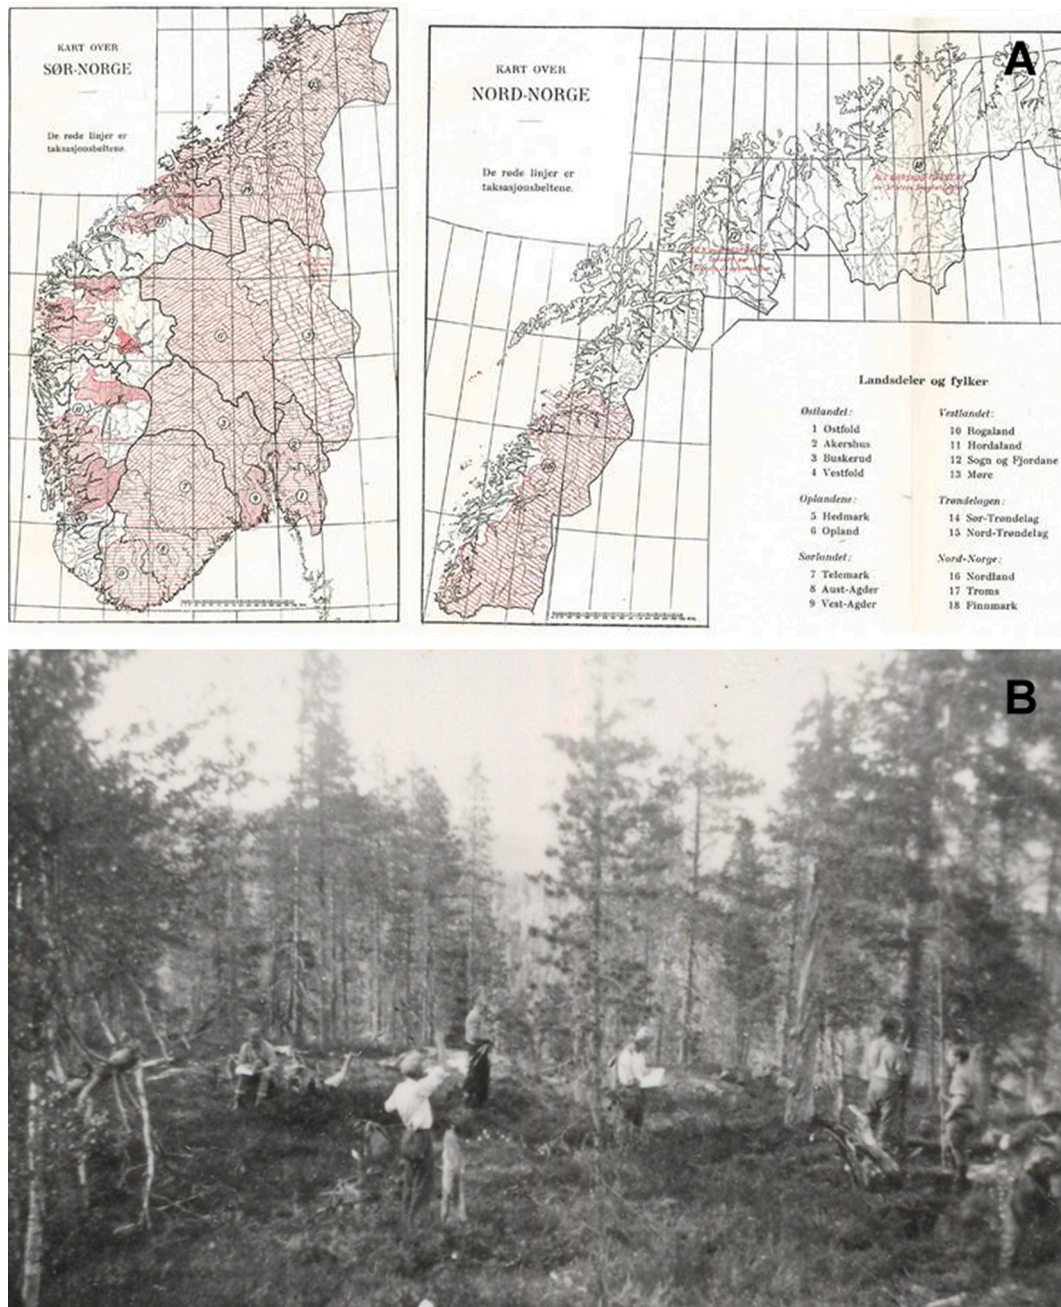 KART OVER
SØR-NORGE
De røde linjer er
taksasjonsbeltene.
KART OVER
NORD-NORGE
De røde linjer er
taksasjonsbeltene.
A
Landsdeler og fylker
Østlandet:
1 Østfold
2 Akershus
3 Buskerud
4 Vestfold
Oplandene:
5 Hedmark
6 Opland
Sørlandet:
7 Telemark
8 Aust-Agder
9 Vest-Agder
Vestlandet:
10 Rogaland
11 Hordaland
12 Sogn og Fjordane
13 Møre
Trøndelagen:
14 Sør-Trøndelag
15 Nord-Trøndelag
Nord-Norge:
16 Nordland
17 Troms
18 Finnmark
B